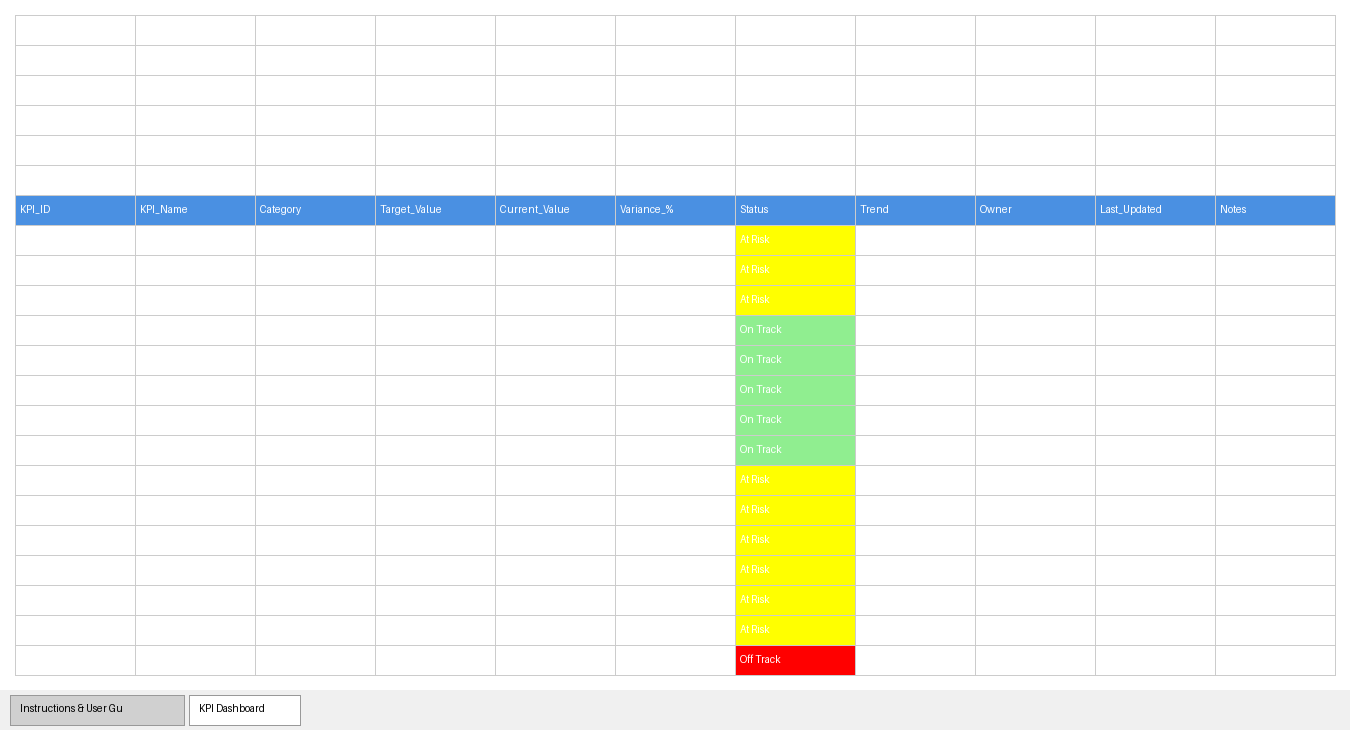 KPI_ID KPI_Name Category Target_Value Current_Value Variance_% Status Trend Owner Last_Updated Notes
At Risk
At Risk
At Risk
On Track
On Track
On Track
On Track
On Track
At Risk
At Risk
At Risk
At Risk
At Risk
At Risk
Off Track
Instructions & User Gu KPI Dashboard